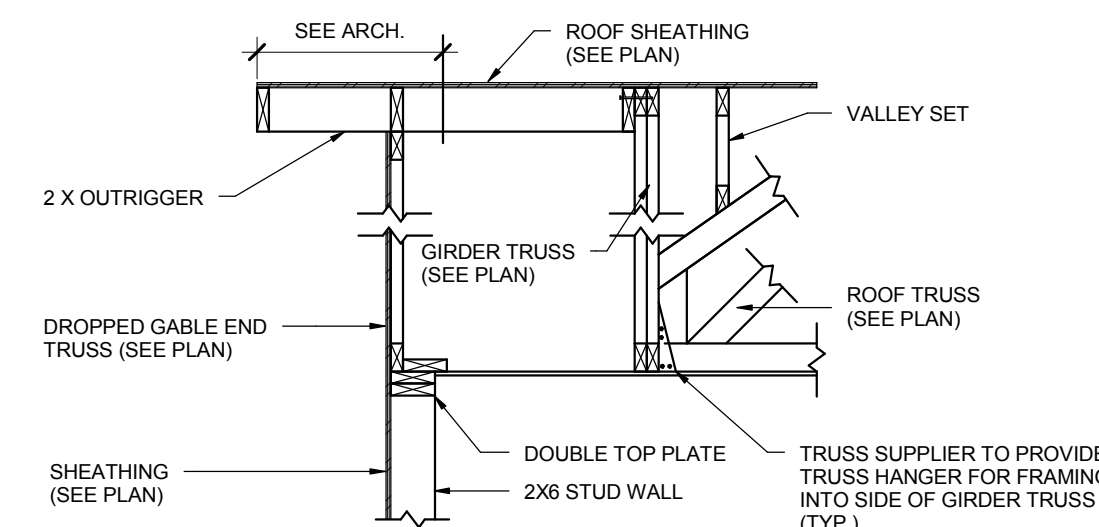 SEE ARCH.
ROOF SHEATHING
(SEE PLAN)
VALLEY SET
2 X OUTRIGGER
GIRDER TRUSS
(SEE PLAN)
ROOF TRUSS
(SEE PLAN)
DROPPED GABLE END
TRUSS (SEE PLAN)
DOUBLE TOP PLATE
2X6 STUD WALL
SHEATHING
(SEE PLAN)
TRUSS SUPPLIER TO PROVIDE
TRUSS HANGER FOR FRAMING
INTO SIDE OF GIRDER TRUSS
(TYP.)